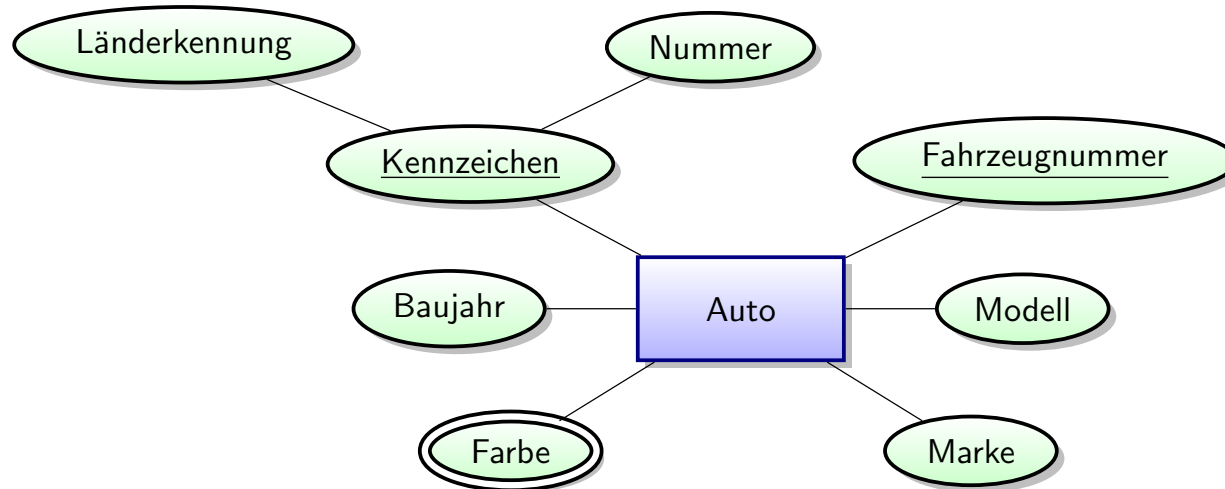 Länderkennung
Nummer
Kennzeichen
Fahrzeugnummer
Baujahr
Auto
Modell
Farbe
Marke